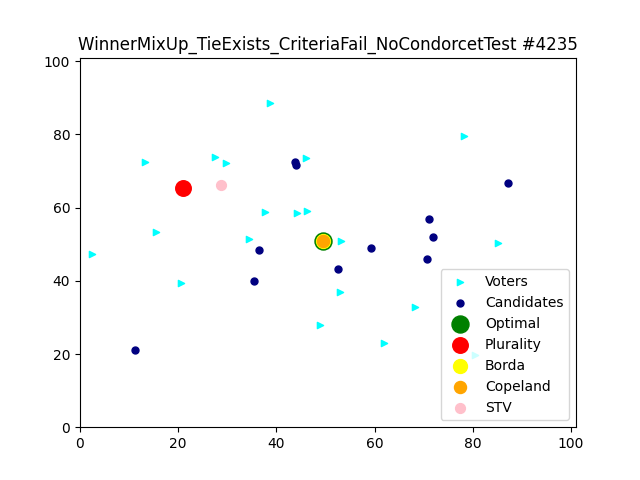 WinnerMixUp_TieExists_CriteriaFail_NoCondorcetTest #4235
100
80
60
40
20
0
0 20 40 60 80 100
Voters
Candidates
Optimal
Plurality
Borda
Copeland
STV